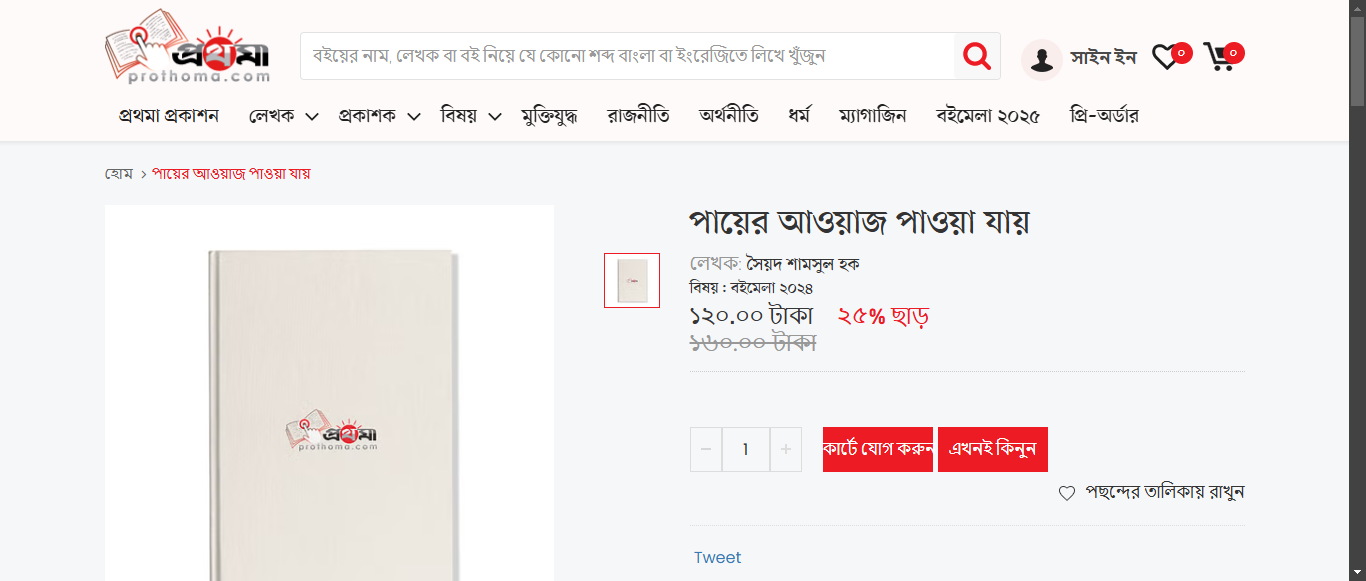 প্রথমা
prothoma.com
বইয়ের নাম, লেখক বা বই নিয়ে যে কোনো শব্দ বাংলা বা ইংরেজিতে লিখে খুঁজুন
সাইন ইন
0
0
প্রথমা প্রকাশন লেখক প্রকাশক বিষয় মুক্তিযুদ্ধ রাজনীতি অর্থনীতি ধর্ম ম্যাগাজিন বইমেলা ২০২৫ প্রি-অর্ডার
হোম > পায়ের আওয়াজ পাওয়া যায়
পায়ের আওয়াজ পাওয়া যায়
লেখক: সৈয়দ শামসুল হক
বিষয় : বইমেলা ২০২৪
১২০.০০ টাকা ২৫% ছাড়
১৬০.০০ টাকা
প্রথমা
prothoma.com
− 1 + কার্টে যোগ করুন এখনই কিনুন
পছন্দের তালিকায় রাখুন
Tweet